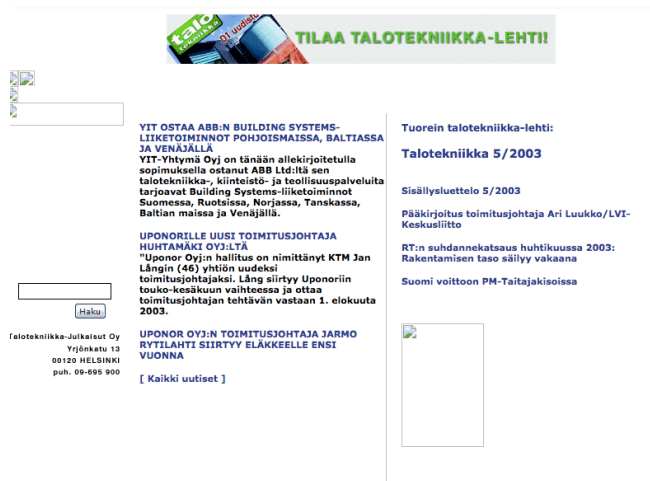 talo
tekniikka
01 uudistu
TILAA TALOTEKNIIKKA-LEHTI!
YIT OSTAA ABB:N BUILDING SYSTEMS-
LIIKETOIMINNOT POHJOISMAISSA, BALTIASSA
JA VENÄJÄLLÄ
YIT-Yhtymä Oyj on tänään allekirjoitetulla
sopimuksella ostanut ABB Ltd:ltä sen
talotekniikka-, kiinteistö- ja teollisuuspalveluita
tarjoavat Building Systems-liiketoiminnot
Suomessa, Ruotsissa, Norjassa, Tanskassa,
Baltian maissa ja Venäjällä.
UPONORILLE UUSI TOIMITUSJOHTAJA
HUHTAMÄKI OYJ:LTÄ
"Uponor Oyj:n hallitus on nimittänyt KTM Jan
Långin (46) yhtiön uudeksi
toimitusjohtajaksi. Lång siirtyy Uponoriin
touko-kesäkuun vaihteessa ja ottaa
toimitusjohtajan tehtävän vastaan 1. elokuuta
2003.
UPONOR OYJ:N TOIMITUSJOHTAJA JARMO
RYTILAHTI SIIRTYY ELÄKKEELLE ENSI
VUONNA
[ Kaikki uutiset ]
Tuorein talotekniikka-lehti:
Talotekniikka 5/2003
Sisällysluettelo 5/2003
Pääkirjoitus toimitusjohtaja Ari Luukko/LVI-
Keskusliitto
RT:n suhdannekatsaus huhtikuussa 2003:
Rakentamisen taso säilyy vakaana
Suomi voittoon PM-Taitajakisoissa
Haku
Talotekniikka-Julkaisut Oy
Yrjönkatu 13
00120 HELSINKI
puh. 09-695 900